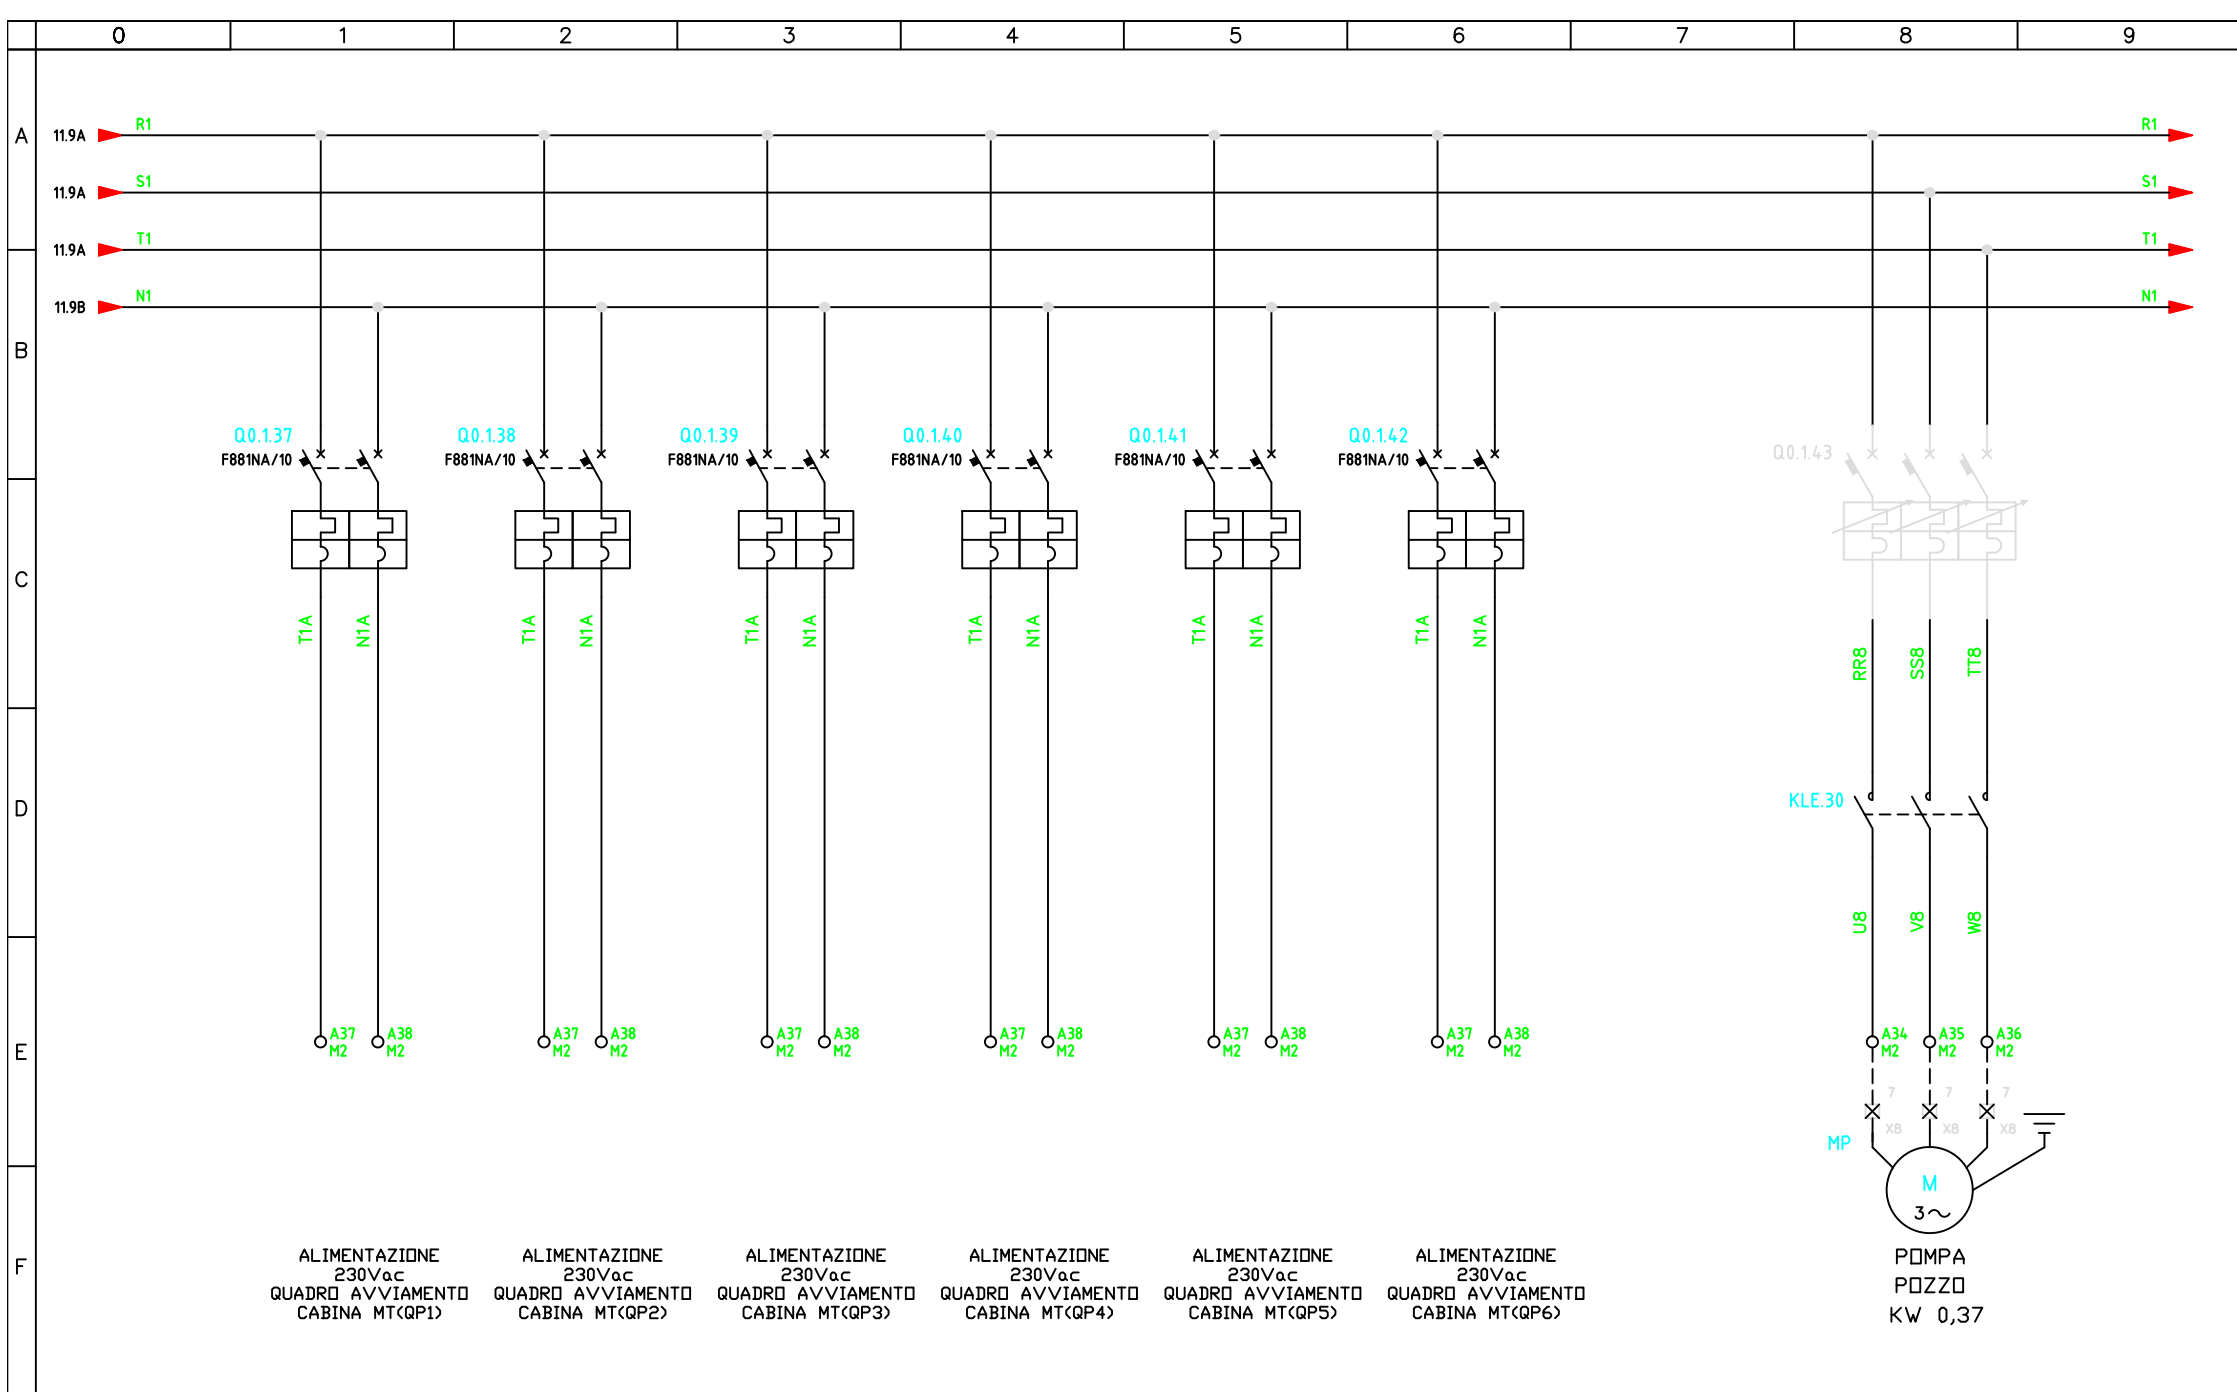 0 1 2 3 4 5 6 7 8 9
A
11.9A R1 R1
11.9A S1 S1
11.9A T1 T1
11.9B N1 N1
B
Q0.1.37 Q0.1.38 Q0.1.39 Q0.1.40 Q0.1.41 Q0.1.42 Q0.1.43
F881NA/10 F881NA/10 F881NA/10 F881NA/10 F881NA/10 F881NA/10
C
T1A N1A T1A N1A T1A N1A T1A N1A T1A N1A T1A N1A RR8 SS8 TT8
D
KLE.30
U8 V8 W8
E
A37 A38 A37 A38 A37 A38 A37 A38 A37 A38 A37 A38 A34 A35 A36
M2 M2 M2 M2 M2 M2 M2 M2 M2 M2 M2 M2 M2 M2 M2
7 7 7
X8 X8 X8
MP
M
3~
F
ALIMENTAZIONE
230Vac
QUADRO AVVIAMENTO
CABINA MT(QP1)
ALIMENTAZIONE
230Vac
QUADRO AVVIAMENTO
CABINA MT(QP2)
ALIMENTAZIONE
230Vac
QUADRO AVVIAMENTO
CABINA MT(QP3)
ALIMENTAZIONE
230Vac
QUADRO AVVIAMENTO
CABINA MT(QP4)
ALIMENTAZIONE
230Vac
QUADRO AVVIAMENTO
CABINA MT(QP5)
ALIMENTAZIONE
230Vac
QUADRO AVVIAMENTO
CABINA MT(QP6)
POMPA
POZZO
KW 0,37